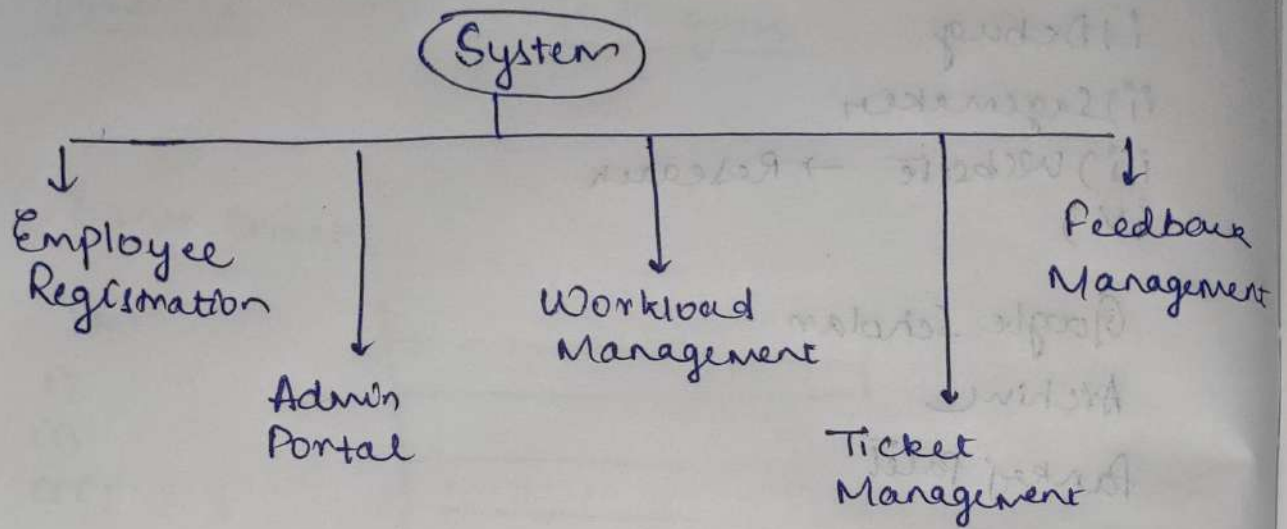 System
Employee
Registration
Admin
Portal
Workload
Management
Ticket
Management
Feedback
Management